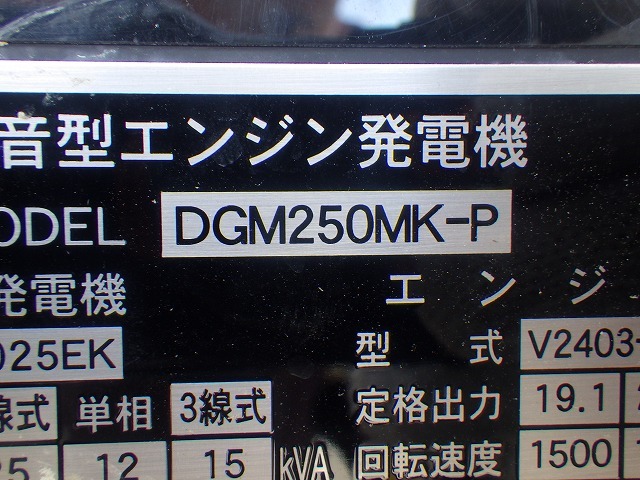 音型エンジン発電機
MODEL DGM250MK-P
発電機 エンジ
025EK 型式 V2403-
線式 単相 3線式 定格出力 19.1
25 12 15 kVA 回転速度 1500